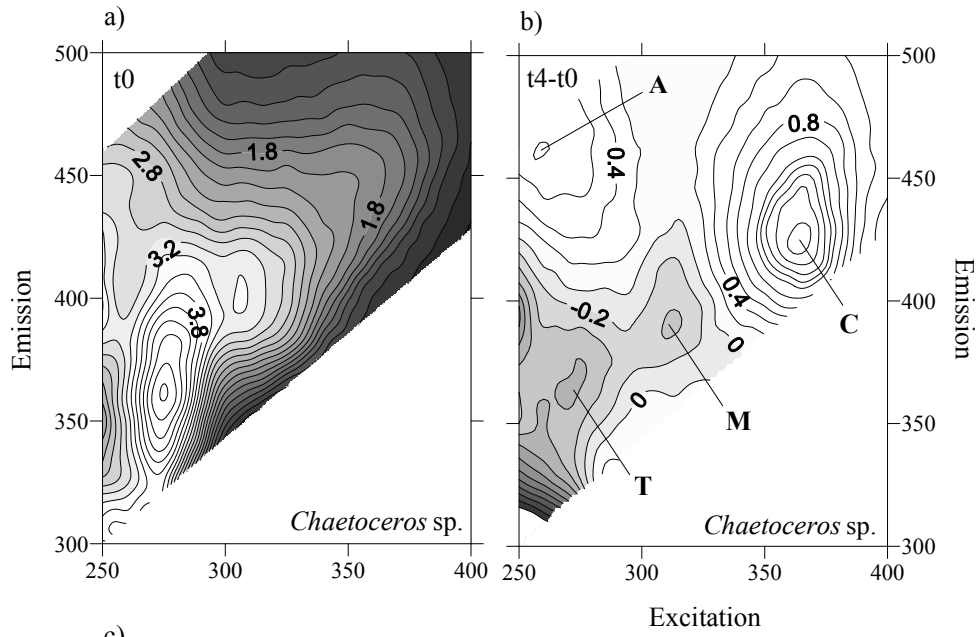 a)
b)
500
450
400
350
300
250
300
350
400
Emission
t0
2.8
1.8
1.8
3.2
3.8
Chaetoceros sp.
t4-t0
A
0.4
0.8
-0.2
0.4
0
0
C
M
T
Chaetoceros sp.
500
450
400
350
300
Emission
250
300
350
400
Excitation
c)